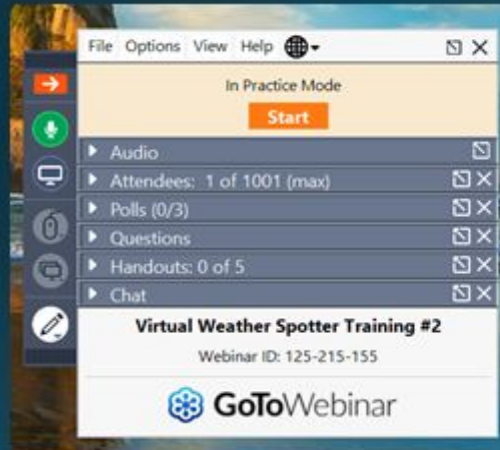 File Options View Help
In Practice Mode
Start
Audio
Attendees: 1 of 1001 (max)
Polls (0/3)
Questions
Handouts: 0 of 5
Chat
Virtual Weather Spotter Training #2
Webinar ID: 125-215-155
GoToWebinar